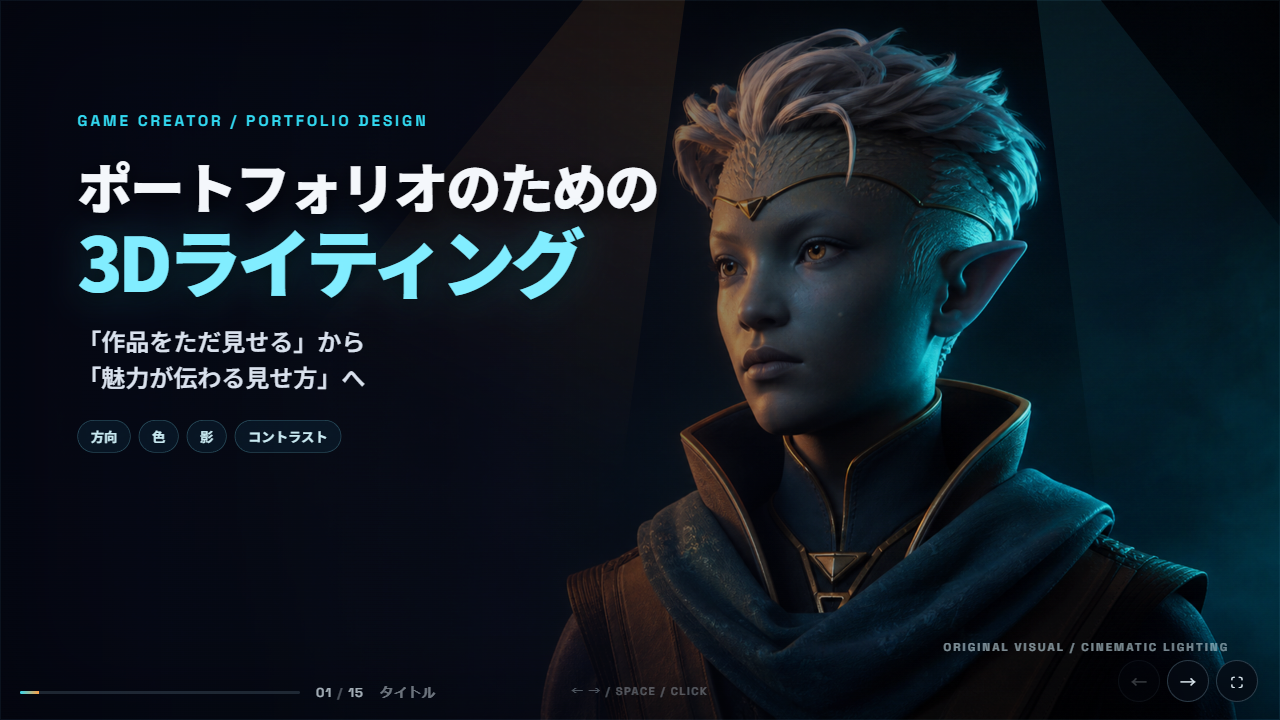 GAME CREATOR / PORTFOLIO DESIGN
ポートフォリオのための
3Dライティング
「作品をただ見せる」から
「魅力が伝わる見せ方」へ
方向 色 影 コントラスト
ORIGINAL VISUAL / CINEMATIC LIGHTING
01 / 15 タイトル
← → / SPACE / CLICK
← →